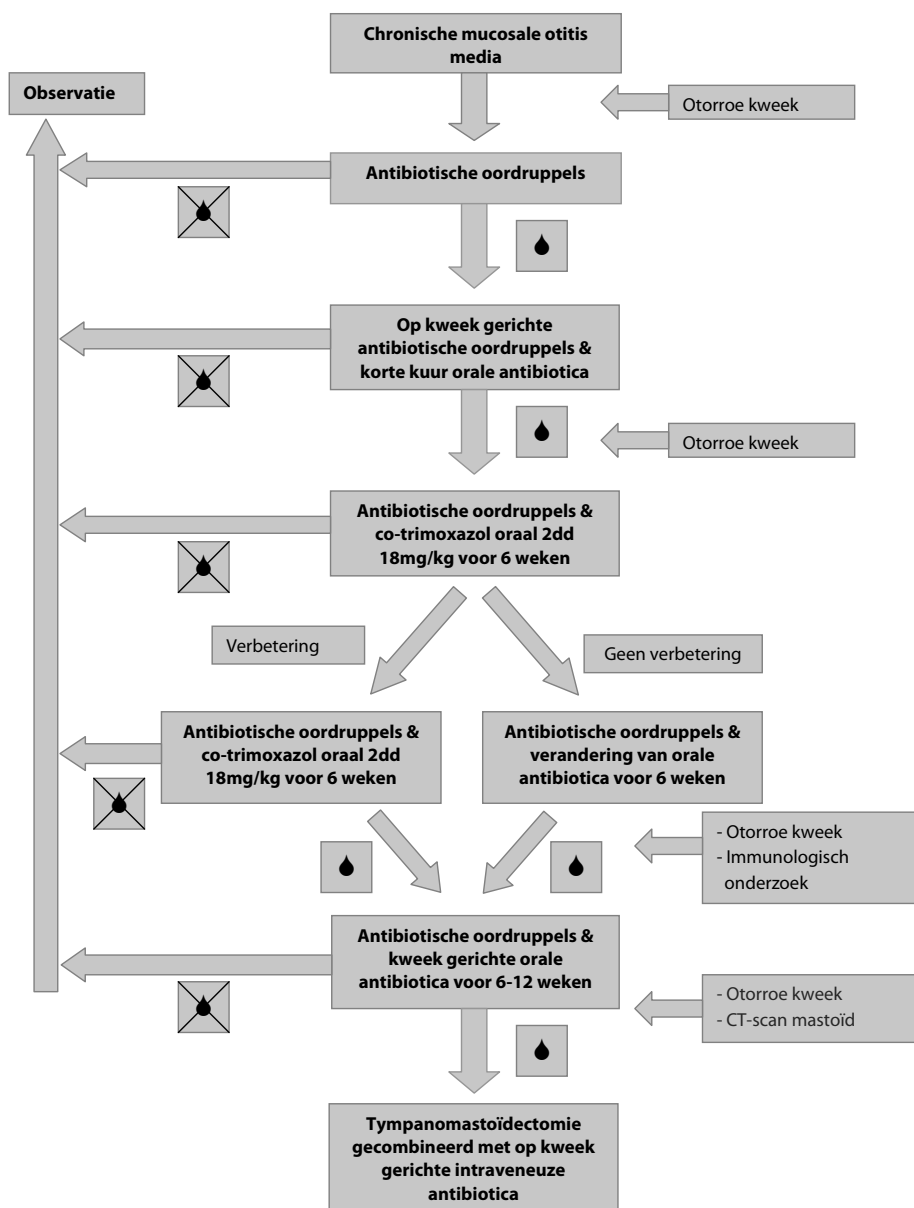 Chronische mucosale otitis
media
Observatie
Otorroe kweek
Antibiotische oordruppels
Op kweek gerichte
antibiotische oordruppels &
korte kuur orale antibiotica
Otorroe kweek
Antibiotische oordruppels &
co-trimoxazol oraal 2dd
18mg/kg voor 6 weken
Verbetering
Geen verbetering
Antibiotische oordruppels &
co-trimoxazol oraal 2dd
18mg/kg voor 6 weken
Antibiotische oordruppels &
verandering van orale
antibiotica voor 6 weken
- Otorroe kweek
- Immunologisch
onderzoek
Antibiotische oordruppels &
kweek gerichte orale
antibiotica voor 6-12 weken
- Otorroe kweek
- CT-scan mastoïd
Tympanomastoïdectomie
gecombineerd met op kweek
gerichte intraveneuze
antibiotica